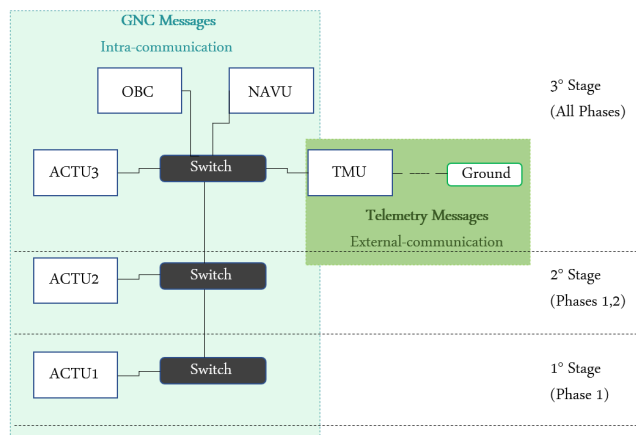 GNC Messages
Intra-communication
OBC
NAVU
3° Stage
(All Phases)
ACTU3
Switch
TMU
Ground
Telemetry Messages
External-communication
ACTU2
Switch
2° Stage
(Phases 1,2)
ACTU1
Switch
1° Stage
(Phase 1)